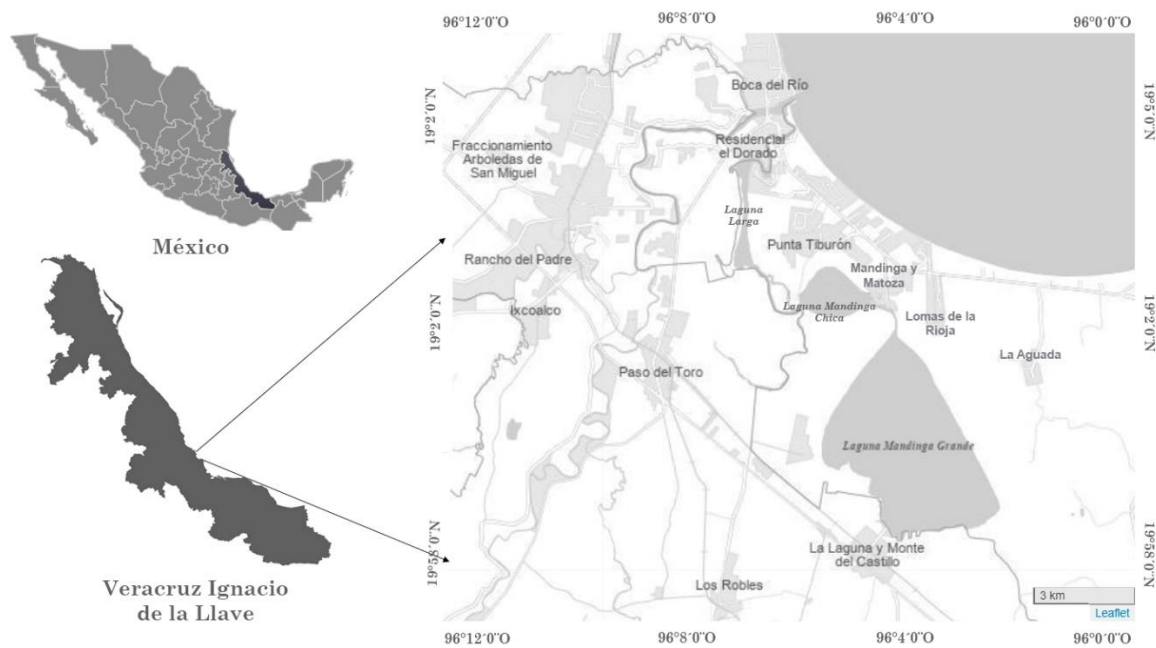 96°12´0´´O
96°8´0´´O
96°4´0´´O
96°0´0´´O
México
Veracruz Ignacio
de la Llave
19°2´0´´N
19°2´0´´N
19°58´0´´N
Boca del Río
Fraccionamiento
Arboledas de
San Miguel
Residencial
el Dorado
Laguna
Larga
Punta Tiburón
Rancho del Padre
Mandinga y
Matoza
Ixcoalco
Laguna Mandinga
Chica
Lomas de la
Rioja
La Aguada
Paso del Toro
Laguna Mandinga Grande
La Laguna y Monte
del Castillo
Los Robles
3 km
Leaflet
19°5´0´´N
19°2´0´´N
19°58´0´´N
96°12´0´´O
96°8´0´´O
96°4´0´´O
96°0´0´´O